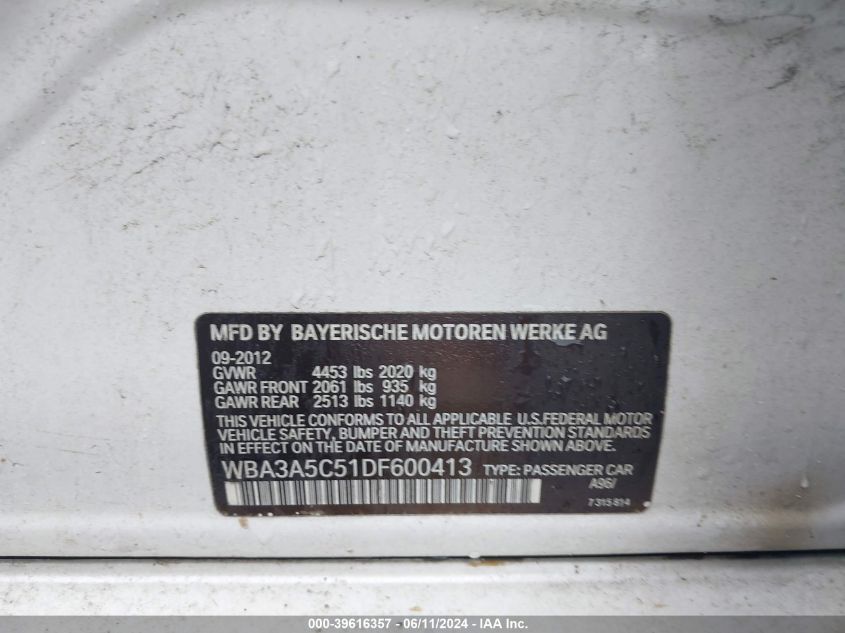 MFD BY BAYERISCHE MOTOREN WERKE AG
09-2012
GVWR 4453 lbs 2020 kg
GAWR FRONT 2061 lbs 935 kg
GAWR REAR 2513 lbs 1140 kg
THIS VEHICLE CONFORMS TO ALL APPLICABLE U.S.FEDERAL MOTOR
VEHICLE SAFETY, BUMPER AND THEFT PREVENTION STANDARDS
IN EFFECT ON THE DATE OF MANUFACTURE SHOWN ABOVE.
WBA3A5C51DF600413 TYPE: PASSENGER CAR
A96/
7315814
000-39616357 - 06/11/2024 - IAA Inc.